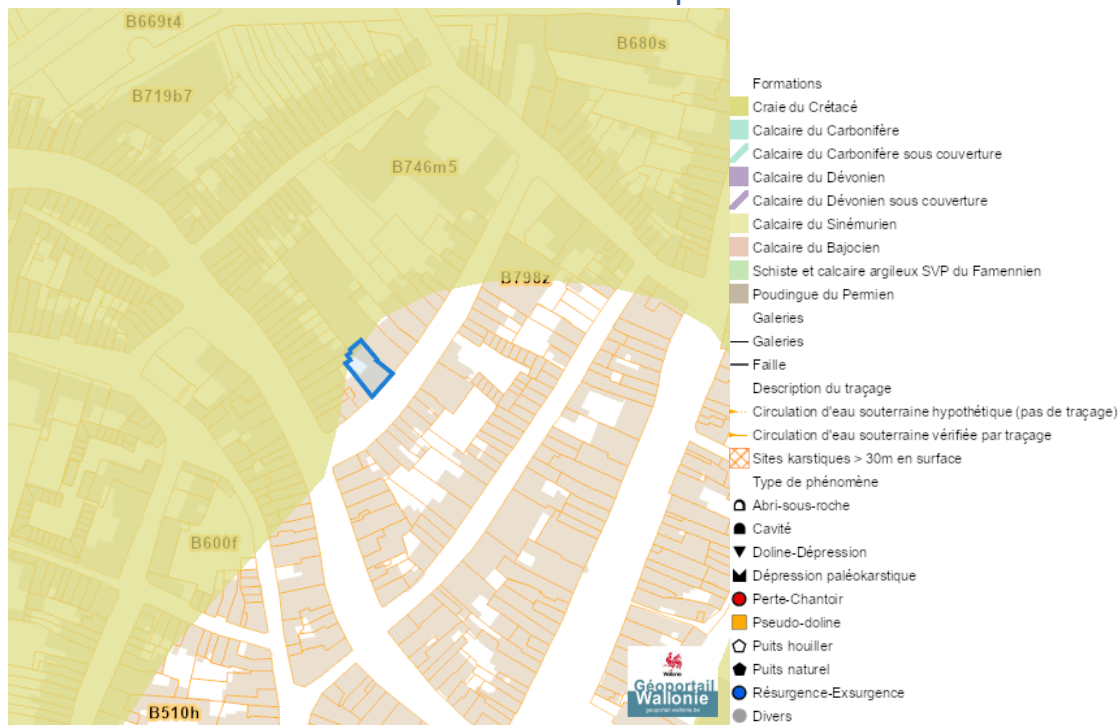 B669t4
B680s
B719b7
B746m5
B798z
B600f
B510h
Formations
Craie du Crétacé
Calcaire du Carbonifère
Calcaire du Carbonifère sous couverture
Calcaire du Dévonien
Calcaire du Dévonien sous couverture
Calcaire du Sinémurien
Calcaire du Bajocien
Schiste et calcaire argileux SVP du Famennien
Poudingue du Permien
Galeries
Galeries
Faille
Description du traçage
Circulation d'eau souterraine hypothétique (pas de traçage)
Circulation d'eau souterraine vérifiée par traçage
Sites karstiques > 30m en surface
Type de phénomène
Abri-sous-roche
Cavité
Doline-Dépression
Dépression paléokarstique
Perte-Chantoir
Pseudo-doline
Puits houiller
Puits naturel
Résurgence-Exsurgence
Divers
Wallonie
Géoportail
Wallonie
geoportail.wallonie.be